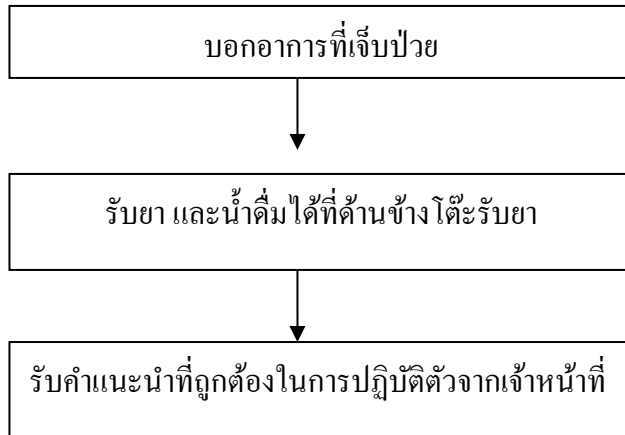 บอกอาการที่เจ็บป่วย
รับยา และน้ำดื่มได้ที่ด้านข้างโต๊ะรับยา
รับคำแนะนำที่ถูกต้องในการปฏิบัติตัวจากเจ้าหน้าที่